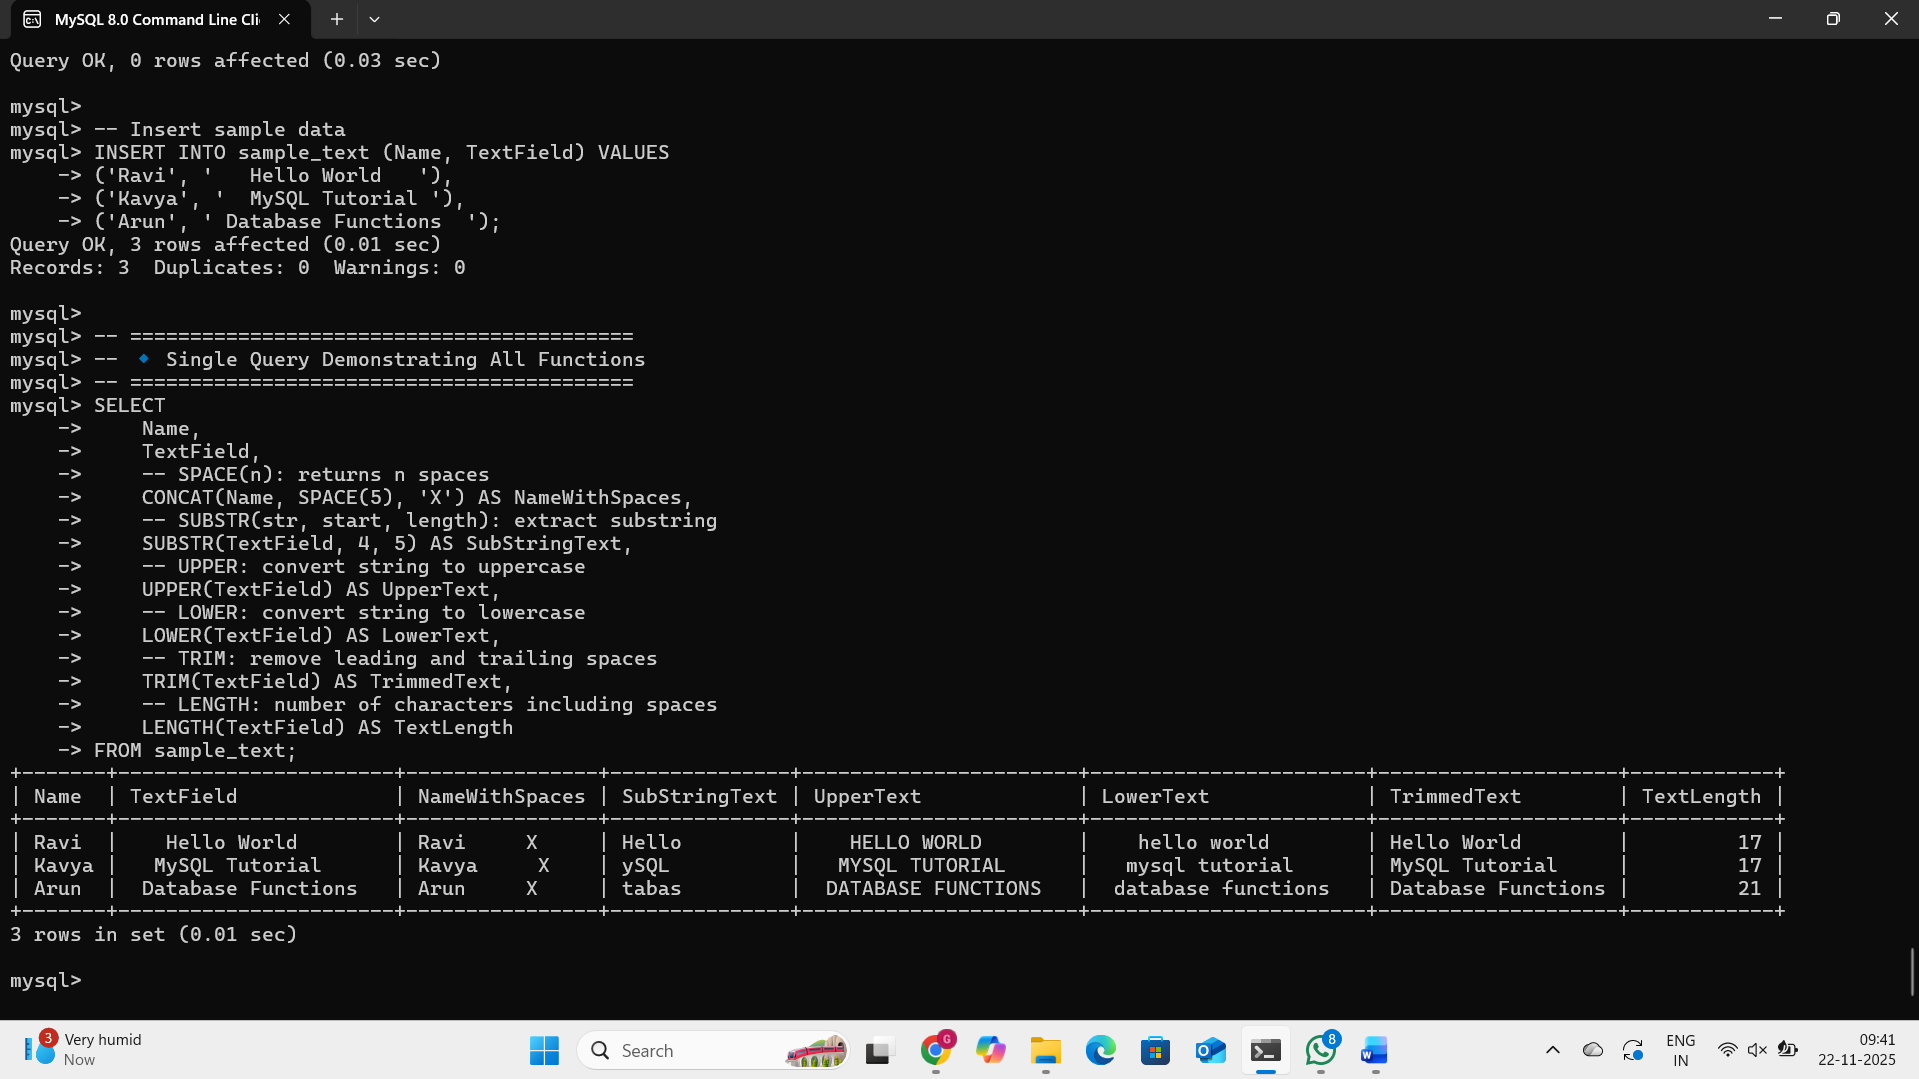 MySQL 8.0 Command Line Cli
Query OK, 0 rows affected (0.03 sec)
mysql>
mysql> -- Insert sample data
mysql> INSERT INTO sample_text (Name, TextField) VALUES
    -> ('Ravi', '   Hello World   '),
    -> ('Kavya', '  MySQL Tutorial '),
    -> ('Arun', ' Database Functions  ');
Query OK, 3 rows affected (0.01 sec)
Records: 3  Duplicates: 0  Warnings: 0
mysql>
mysql> -- ==========================================
mysql> -- 🔹 Single Query Demonstrating All Functions
mysql> -- ==========================================
mysql> SELECT
    ->     Name,
    ->     TextField,
    ->     -- SPACE(n): returns n spaces
    ->     CONCAT(Name, SPACE(5), 'X') AS NameWithSpaces,
    ->     -- SUBSTR(str, start, length): extract substring
    ->     SUBSTR(TextField, 4, 5) AS SubStringText,
    ->     -- UPPER: convert string to uppercase
    ->     UPPER(TextField) AS UpperText,
    ->     -- LOWER: convert string to lowercase
    ->     LOWER(TextField) AS LowerText,
    ->     -- TRIM: remove leading and trailing spaces
    ->     TRIM(TextField) AS TrimmedText,
    ->     -- LENGTH: number of characters including spaces
    ->     LENGTH(TextField) AS TextLength
    -> FROM sample_text;
+-------+-----------------------+----------------+---------------+-----------------------+-----------------------+--------------------+------------+
| Name  | TextField             | NameWithSpaces | SubStringText | UpperText             | LowerText             | TrimmedText        | TextLength |
+-------+-----------------------+----------------+---------------+-----------------------+-----------------------+--------------------+------------+
| Ravi  |    Hello World        | Ravi     X     | Hello         |    HELLO WORLD        |    hello world        | Hello World        |         17 |
| Kavya |   MySQL Tutorial      | Kavya     X    | ySQL          |   MYSQL TUTORIAL      |   mysql tutorial      | MySQL Tutorial     |         17 |
| Arun  |  Database Functions   | Arun     X     | tabas         |  DATABASE FUNCTIONS   |  database functions   | Database Functions |         21 |
+-------+-----------------------+----------------+---------------+-----------------------+-----------------------+--------------------+------------+
3 rows in set (0.01 sec)
mysql>
3
Very humid
Now
Search
G
8
ENG
IN
09:41
22-11-2025